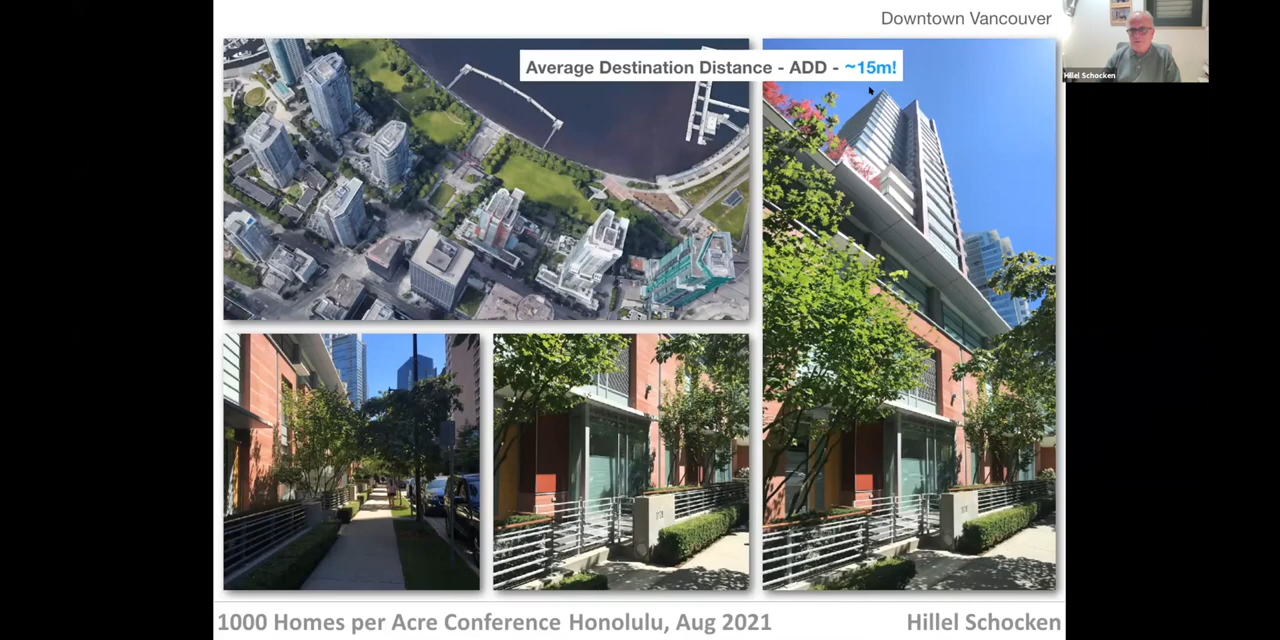 Downtown Vancouver
Average Destination Distance - ADD - ~15m!
Hillel Schocken
1000 Homes per Acre Conference Honolulu, Aug 2021
Hillel Schocken